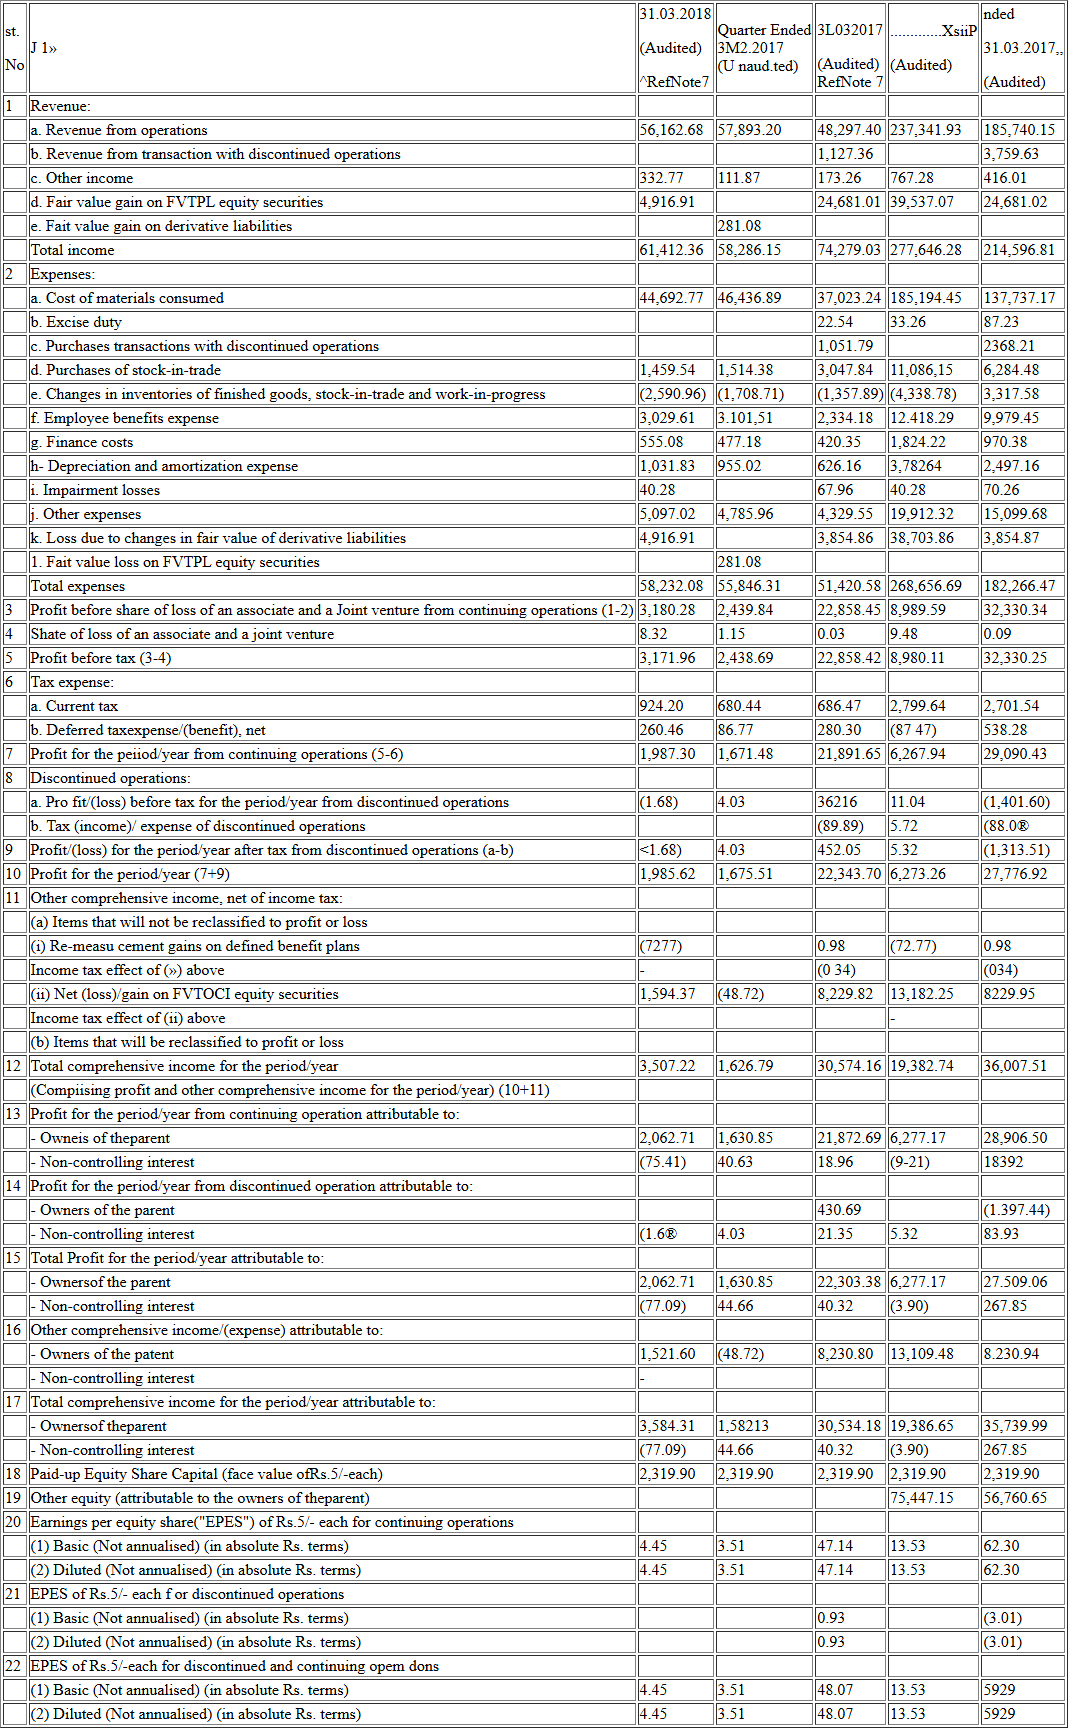 st. No | J 1» | 31.03.2018 (Audited) ^RefNote7 | Quarter Ended 3M2.2017 (U naud.ted) | 3L032017 (Audited) RefNote 7 | .............XsiiP (Audited) | nded 31.03.2017,, (Audited)
1 Revenue:
a. Revenue from operations 56,162.68 57,893.20 48,297.40 237,341.93 185,740.15
b. Revenue from transaction with discontinued operations 1,127.36 3,759.63
c. Other income 332.77 111.87 173.26 767.28 416.01
d. Fair value gain on FVTPL equity securities 4,916.91 24,681.01 39,537.07 24,681.02
e. Fait value gain on derivative liabilities 281.08
Total income 61,412.36 58,286.15 74,279.03 277,646.28 214,596.81
2 Expenses:
a. Cost of materials consumed 44,692.77 46,436.89 37,023.24 185,194.45 137,737.17
b. Excise duty 22.54 33.26 87.23
c. Purchases transactions with discontinued operations 1,051.79 2368.21
d. Purchases of stock-in-trade 1,459.54 1,514.38 3,047.84 11,086,15 6,284.48
e. Changes in inventories of finished goods, stock-in-trade and work-in-progress (2,590.96) (1,708.71) (1,357.89) (4,338.78) 3,317.58
f. Employee benefits expense 3,029.61 3.101,51 2,334.18 12.418.29 9,979.45
g. Finance costs 555.08 477.18 420.35 1,824.22 970.38
h- Depreciation and amortization expense 1,031.83 955.02 626.16 3,78264 2,497.16
i. Impairment losses 40.28 67.96 40.28 70.26
j. Other expenses 5,097.02 4,785.96 4,329.55 19,912.32 15,099.68
k. Loss due to changes in fair value of derivative liabilities 4,916.91 3,854.86 38,703.86 3,854.87
1. Fait value loss on FVTPL equity securities 281.08
Total expenses 58,232.08 55,846.31 51,420.58 268,656.69 182,266.47
3 Profit before share of loss of an associate and a Joint venture from continuing operations (1-2) 3,180.28 2,439.84 22,858.45 8,989.59 32,330.34
4 Shate of loss of an associate and a joint venture 8.32 1.15 0.03 9.48 0.09
5 Profit before tax (3-4) 3,171.96 2,438.69 22,858.42 8,980.11 32,330.25
6 Tax expense:
a. Current tax 924.20 680.44 686.47 2,799.64 2,701.54
b. Deferred taxexpense/(benefit), net 260.46 86.77 280.30 (87 47) 538.28
7 Profit for the peiiod/year from continuing operations (5-6) 1,987.30 1,671.48 21,891.65 6,267.94 29,090.43
8 Discontinued operations:
a. Pro fit/(loss) before tax for the period/year from discontinued operations (1.68) 4.03 36216 11.04 (1,401.60)
b. Tax (income)/ expense of discontinued operations (89.89) 5.72 (88.0®
9 Profit/(loss) for the period/year after tax from discontinued operations (a-b) <1.68) 4.03 452.05 5.32 (1,313.51)
10 Profit for the period/year (7+9) 1,985.62 1,675.51 22,343.70 6,273.26 27,776.92
11 Other comprehensive income, net of income tax:
(a) Items that will not be reclassified to profit or loss
(i) Re-measu cement gains on defined benefit plans (7277) 0.98 (72.77) 0.98
Income tax effect of (») above - (0 34) (034)
(ii) Net (loss)/gain on FVTOCI equity securities 1,594.37 (48.72) 8,229.82 13,182.25 8229.95
Income tax effect of (ii) above -
(b) Items that will be reclassified to profit or loss
12 Total comprehensive income for the period/year 3,507.22 1,626.79 30,574.16 19,382.74 36,007.51
(Compiising profit and other comprehensive income for the period/year) (10+11)
13 Profit for the period/year from continuing operation attributable to:
- Owneis of theparent 2,062.71 1,630.85 21,872.69 6,277.17 28,906.50
- Non-controlling interest (75.41) 40.63 18.96 (9-21) 18392
14 Profit for the period/year from discontinued operation attributable to:
- Owners of the parent 430.69 (1.397.44)
- Non-controlling interest (1.6® 4.03 21.35 5.32 83.93
15 Total Profit for the period/year attributable to:
- Ownersof the parent 2,062.71 1,630.85 22,303.38 6,277.17 27.509.06
- Non-controlling interest (77.09) 44.66 40.32 (3.90) 267.85
16 Other comprehensive income/(expense) attributable to:
- Owners of the patent 1,521.60 (48.72) 8,230.80 13,109.48 8.230.94
- Non-controlling interest -
17 Total comprehensive income for the period/year attributable to:
- Ownersof theparent 3,584.31 1,58213 30,534.18 19,386.65 35,739.99
- Non-controlling interest (77.09) 44.66 40.32 (3.90) 267.85
18 Paid-up Equity Share Capital (face value ofRs.5/-each) 2,319.90 2,319.90 2,319.90 2,319.90 2,319.90
19 Other equity (attributable to the owners of theparent) 75,447.15 56,760.65
20 Earnings per equity share("EPES") of Rs.5/- each for continuing operations
(1) Basic (Not annualised) (in absolute Rs. terms) 4.45 3.51 47.14 13.53 62.30
(2) Diluted (Not annualised) (in absolute Rs. terms) 4.45 3.51 47.14 13.53 62.30
21 EPES of Rs.5/- each f or discontinued operations
(1) Basic (Not annualised) (in absolute Rs. terms) 0.93 (3.01)
(2) Diluted (Not annualised) (in absolute Rs. terms) 0.93 (3.01)
22 EPES of Rs.5/-each for discontinued and continuing opem dons
(1) Basic (Not annualised) (in absolute Rs. terms) 4.45 3.51 48.07 13.53 5929
(2) Diluted (Not annualised) (in absolute Rs. terms) 4.45 3.51 48.07 13.53 5929